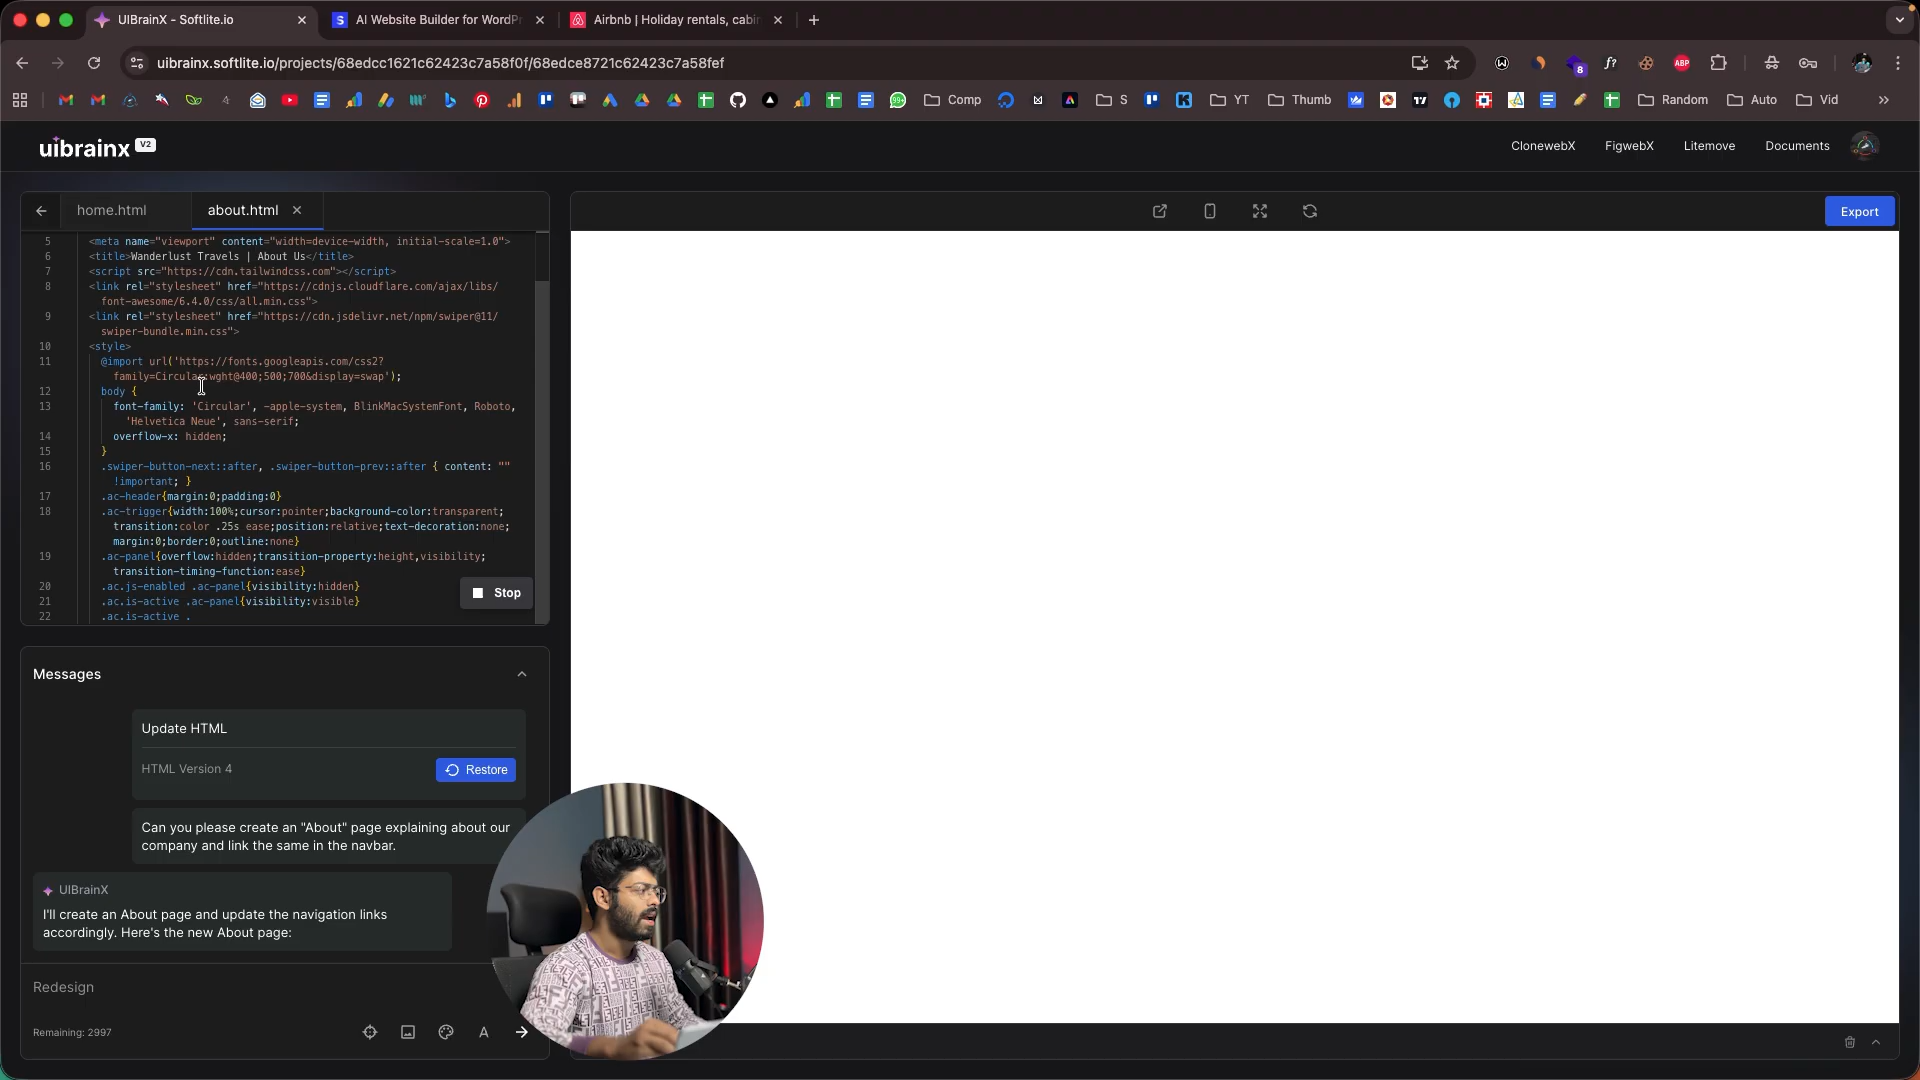 UIBrainX - Softlite.io
AI Website Builder for WordPr
Airbnb | Holiday rentals, cabi
uibrainx.softlite.io/projects/68edcc1621c62423c7a58f0f/68edce8721c62423c7a58fef
8
ABP
99+
Comp
S
YT
Thumb
Random
Auto
Vid
uibrainx V2
ClonewebX
FigwebX
Litemove
Documents
home.html
about.html
Export
5 <meta name="viewport" content="width=device-width, initial-scale=1.0">
6 <title>Wanderlust Travels | About Us</title>
7 <script src="https://cdn.tailwindcss.com"></script>
8 <link rel="stylesheet" href="https://cdnjs.cloudflare.com/ajax/libs/
font-awesome/6.4.0/css/all.min.css">
9 <link rel="stylesheet" href="https://cdn.jsdelivr.net/npm/swiper@11/
swiper-bundle.min.css">
10 <style>
11 @import url('https://fonts.googleapis.com/css2?
family=Circular:wght@400;500;700&display=swap');
12 body {
13 font-family: 'Circular', -apple-system, BlinkMacSystemFont, Roboto,
'Helvetica Neue', sans-serif;
14 overflow-x: hidden;
15 }
16 .swiper-button-next::after, .swiper-button-prev::after { content: ""
!important; }
17 .ac-header{margin:0;padding:0}
18 .ac-trigger{width:100%;cursor:pointer;background-color:transparent;
transition:color .25s ease;position:relative;text-decoration:none;
margin:0;border:0;outline:none}
19 .ac-panel{overflow:hidden;transition-property:height,visibility;
transition-timing-function:ease}
20 .ac.js-enabled .ac-panel{visibility:hidden}
21 .ac.is-active .ac-panel{visibility:visible}
22 .ac.is-active .
Stop
Messages
Update HTML
HTML Version 4
Restore
Can you please create an "About" page explaining about our
company and link the same in the navbar.
UIBrainX
I'll create an About page and update the navigation links
accordingly. Here's the new About page:
Redesign
Remaining: 2997